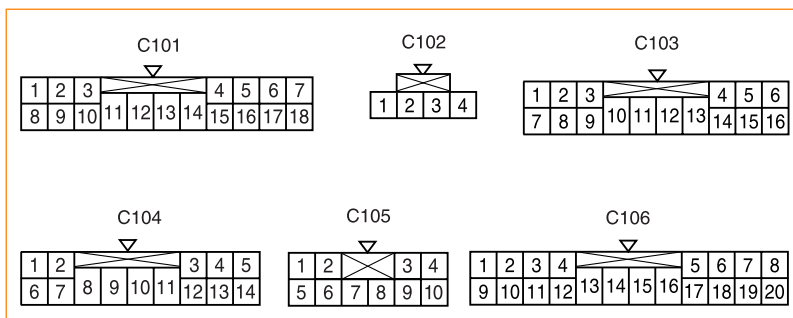 C101
1 2 3 4 5 6 7
8 9 10 11 12 13 14 15 16 17 18
C102
1 2 3 4
C103
1 2 3 4 5 6
7 8 9 10 11 12 13 14 15 16
C104
1 2 3 4 5
6 7 8 9 10 11 12 13 14
C105
1 2 3 4
5 6 7 8 9 10
C106
1 2 3 4 5 6 7 8
9 10 11 12 13 14 15 16 17 18 19 20